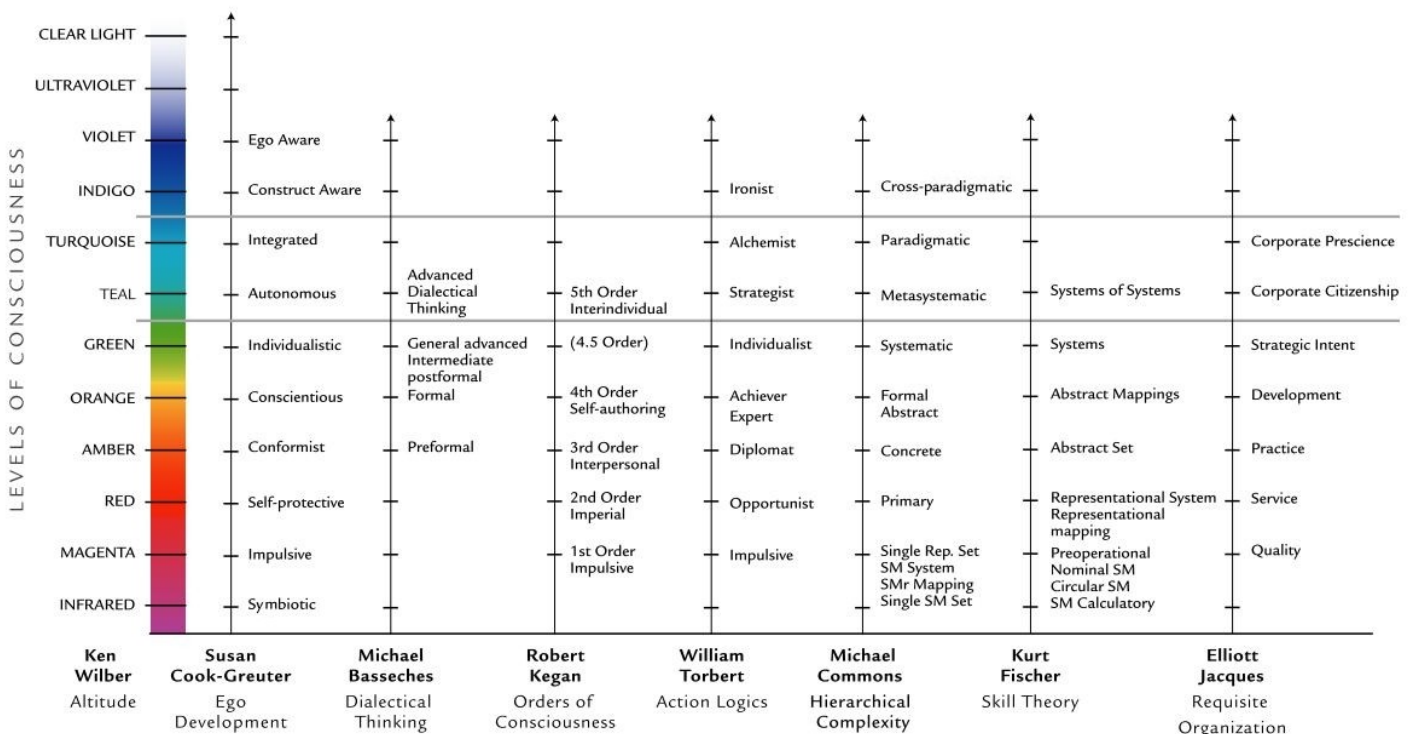 LEVELS OF CONSCIOUSNESS
CLEAR LIGHT
ULTRAVIOLET
VIOLET
INDIGO
TURQUOISE
TEAL
GREEN
ORANGE
AMBER
RED
MAGENTA
INFRARED
Ken
Wilber
Altitude
Ego Aware
Construct Aware
Integrated
Autonomous
Individualistic
Conscientious
Conformist
Self-protective
Impulsive
Symbiotic
Susan
Cook-Greuter
Ego
Development
Advanced
Dialectical
Thinking
General advanced
Intermediate
postformal
Formal
Preformal
Michael
Basseches
Dialectical
Thinking
5th Order
Interindividual
(4.5 Order)
4th Order
Self-authoring
3rd Order
Interpersonal
2nd Order
Imperial
1st Order
Impulsive
Robert
Kegan
Orders of
Consciousness
Ironist
Alchemist
Strategist
Individualist
Achiever
Expert
Diplomat
Opportunist
Impulsive
William
Torbert
Action Logics
Cross-paradigmatic
Paradigmatic
Metasystematic
Systematic
Formal
Abstract
Concrete
Primary
Single Rep. Set
SM System
SMr Mapping
Single SM Set
Michael
Commons
Hierarchical
Complexity
Systems of Systems
Systems
Abstract Mappings
Abstract Set
Representational System
Representational
mapping
Preoperational
Nominal SM
Circular SM
SM Calculatory
Kurt
Fischer
Skill Theory
Corporate Prescience
Corporate Citizenship
Strategic Intent
Development
Practice
Service
Quality
Elliott
Jacques
Requisite
Organization